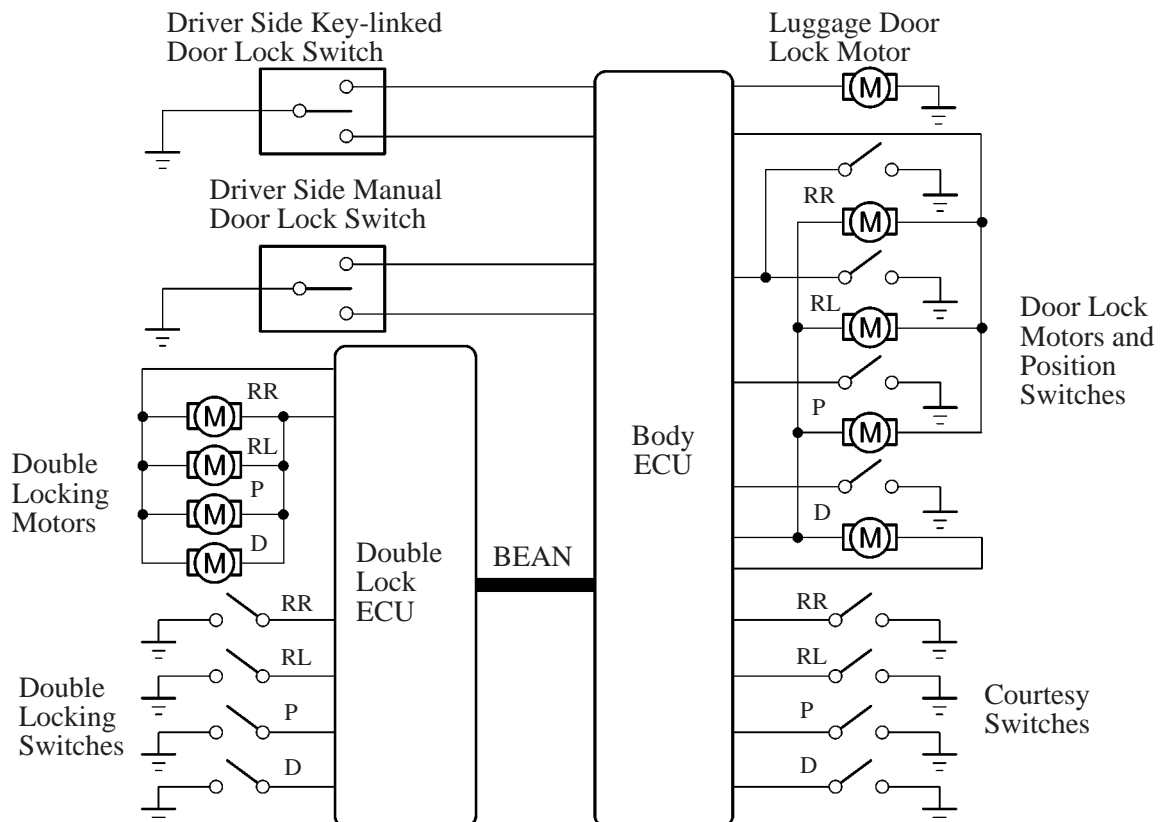 Driver Side Key-linked
Door Lock Switch
Luggage Door
Lock Motor
M
Driver Side Manual
Door Lock Switch
RR
M
RL
M
P
M
D
M
Door Lock
Motors and
Position
Switches
Double
Locking
Motors
RR
M
RL
M
P
M
D
M
Double
Lock
ECU
BEAN
Body
ECU
Double
Locking
Switches
RR
RL
P
D
RR
RL
P
D
Courtesy
Switches